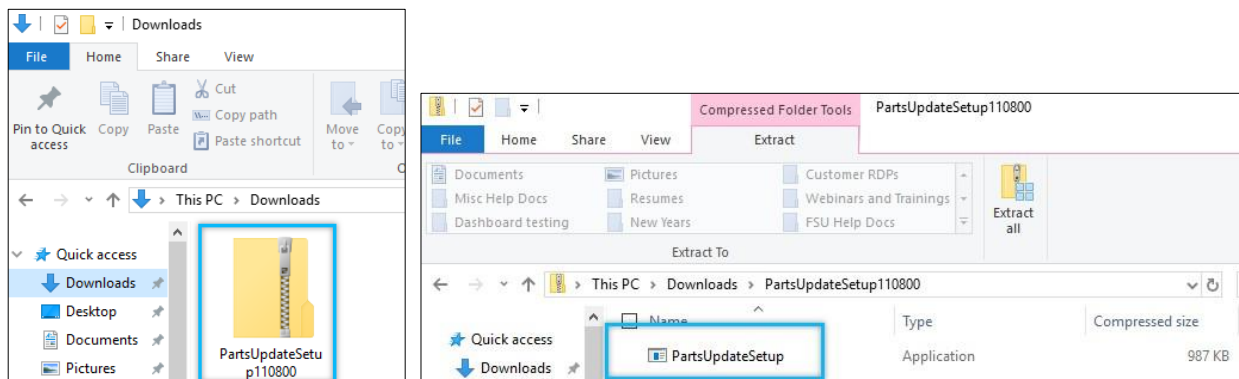 Downloads
File Home Share View
Pin to Quick access
Copy
Paste
Cut
Copy path
Paste shortcut
Move to
Copy to
Clipboard
This PC > Downloads
Quick access
Downloads
Desktop
Documents
Pictures
PartsUpdateSetu
p110800
Compressed Folder Tools PartsUpdateSetup110800
File Home Share View Extract
Documents Pictures Customer RDPs
Misc Help Docs Resumes Webinars and Trainings
Dashboard testing New Years FSU Help Docs
Extract
all
Extract To
This PC > Downloads > PartsUpdateSetup110800
Name Type Compressed size
Quick access
Downloads
PartsUpdateSetup Application 987 KB